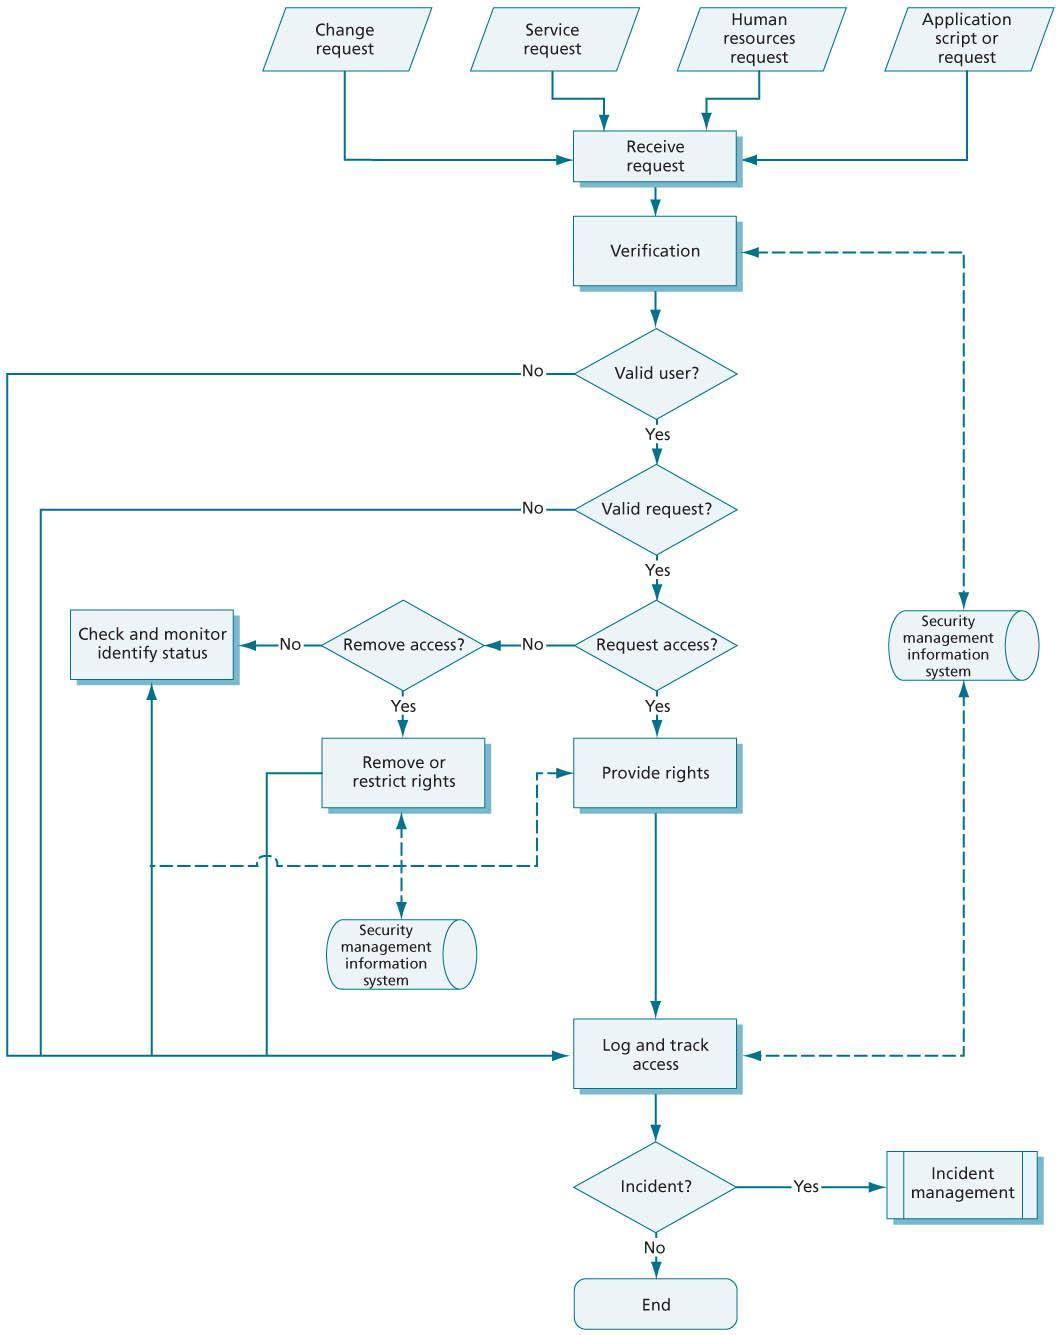 Change
request
Service
request
Human
resources
request
Application
script or
request
Receive
request
Verification
No
Valid user?
Yes
No
Valid request?
Yes
Check and monitor
identify status
No
Remove access?
No
Request access?
Security
management
information
system
Yes
Yes
Remove or
restrict rights
Provide rights
Security
management
information
system
Log and track
access
Incident?
Yes
Incident
management
No
End